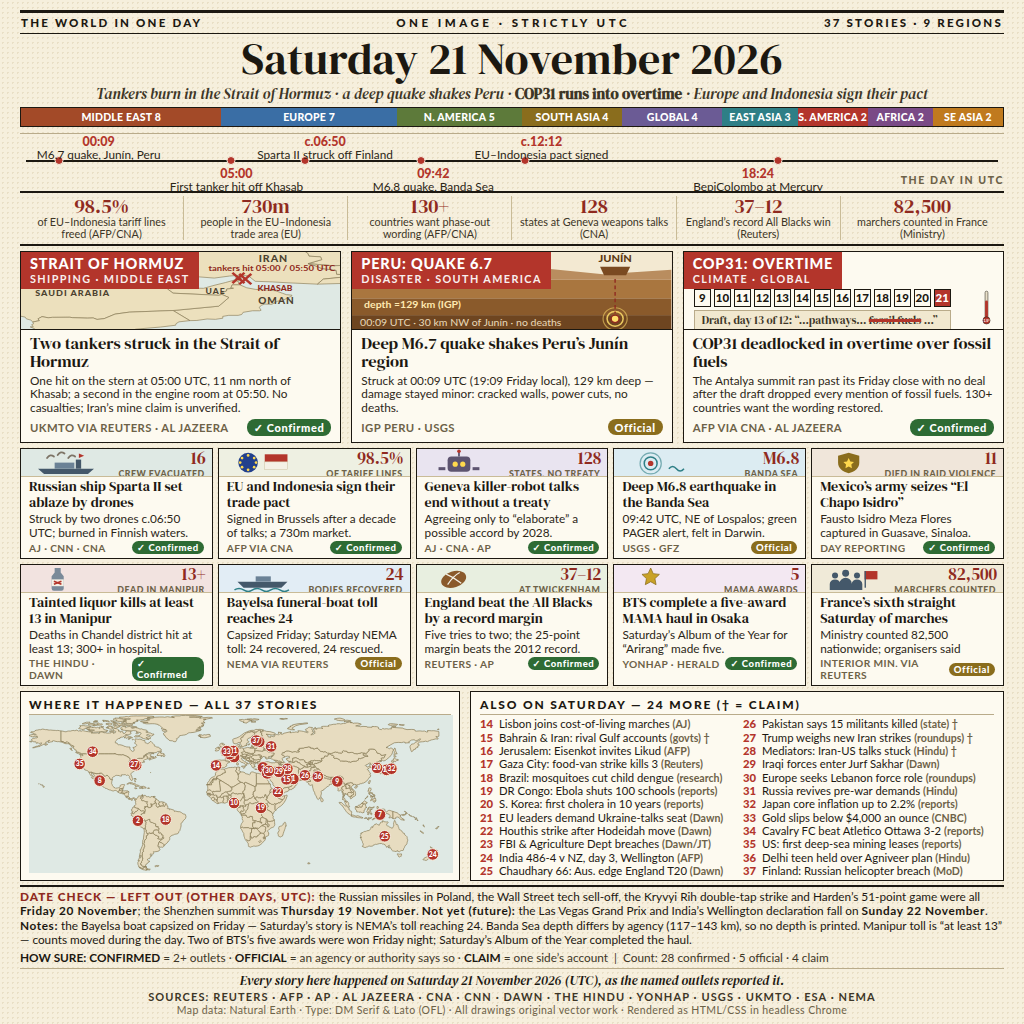 THE WORLD IN ONE DAY
ONE IMAGE · STRICTLY UTC
37 STORIES · 9 REGIONS
Saturday 21 November 2026
Tankers burn in the Strait of Hormuz · a deep quake shakes Peru · COP31 runs into overtime · Europe and Indonesia sign their pact
MIDDLE EAST 8
EUROPE 7
N. AMERICA 5
SOUTH ASIA 4
GLOBAL 4
EAST ASIA 3
S. AMERICA 2
AFRICA 2
SE ASIA 2
00:09
M6.7 quake, Junín, Peru
c.06:50
Sparta II struck off Finland
c.12:12
EU–Indonesia pact signed
05:00
First tanker hit off Khasab
09:42
M6.8 quake, Banda Sea
18:24
BepiColombo at Mercury
THE DAY IN UTC
98.5%
of EU–Indonesia tariff lines
freed (AFP/CNA)
730m
people in the EU–Indonesia
trade area (EU)
130+
countries want phase-out
wording (AFP/CNA)
128
states at Geneva weapons talks
(CNA)
37–12
England's record All Blacks win
(Reuters)
82,500
marchers counted in France
(Ministry)
STRAIT OF HORMUZ
SHIPPING · MIDDLE EAST
IRAN
tankers hit 05:00 / 05:50 UTC
SAUDI ARABIA
UAE
KHASAB
OMAN
Two tankers struck in the Strait of
Hormuz
One hit on the stern at 05:00 UTC, 11 nm north of
Khasab; a second in the engine room at 05:50. No
casualties; Iran's mine claim is unverified.
UKMTO VIA REUTERS · AL JAZEERA
✓ Confirmed
PERU: QUAKE 6.7
DISASTER · SOUTH AMERICA
JUNÍN
depth =129 km (IGP)
00:09 UTC · 30 km NW of Junín · no deaths
Deep M6.7 quake shakes Peru's Junín
region
Struck at 00:09 UTC (19:09 Friday local), 129 km deep —
damage stayed minor: cracked walls, power cuts, no
deaths.
IGP PERU · USGS
Official
COP31: OVERTIME
CLIMATE · GLOBAL
9 10 11 12 13 14 15 16 17 18 19 20 21
Draft, day 13 of 12: “...pathways... fossil fuels ...”
COP31 deadlocked in overtime over fossil
fuels
The Antalya summit ran past its Friday close with no deal
after the draft dropped every mention of fossil fuels. 130+
countries want the wording restored.
AFP VIA CNA · AL JAZEERA
✓ Confirmed
16
CREW EVACUATED
Russian ship Sparta II set
ablaze by drones
Struck by two drones c.06:50
UTC; burned in Finnish waters.
AJ · CNN · CNA
✓ Confirmed
98.5%
OF TARIFF LINES
EU and Indonesia sign their
trade pact
Signed in Brussels after a decade
of talks; a 730m market.
AFP VIA CNA
✓ Confirmed
128
STATES, NO TREATY
Geneva killer-robot talks
end without a treaty
Agreeing only to “elaborate” a
possible accord by 2028.
AJ · CNA · AP
✓ Confirmed
M6.8
BANDA SEA
Deep M6.8 earthquake in
the Banda Sea
09:42 UTC, NE of Lospalos; green
PAGER alert, felt in Darwin.
USGS · GFZ
Official
11
DIED IN RAID VIOLENCE
Mexico's army seizes “El
Chapo Isidro”
Fausto Isidro Meza Flores
captured in Guasave, Sinaloa.
DAY REPORTING
✓ Confirmed
13+
DEAD IN MANIPUR
Tainted liquor kills at least
13 in Manipur
Deaths in Chandel district hit at
least 13; 300+ in hospital.
THE HINDU ·
DAWN
✓
Confirmed
24
BODIES RECOVERED
Bayelsa funeral-boat toll
reaches 24
Capsized Friday; Saturday NEMA
toll: 24 recovered, 24 rescued.
NEMA VIA REUTERS
Official
37–12
AT TWICKENHAM
England beat the All Blacks
by a record margin
Five tries to two; the 25-point
margin beats the 2012 record.
REUTERS · AP
✓ Confirmed
5
MAMA AWARDS
BTS complete a five-award
MAMA haul in Osaka
Saturday's Album of the Year for
“Arirang” made five.
YONHAP · HERALD
✓ Confirmed
82,500
MARCHERS COUNTED
France's sixth straight
Saturday of marches
Ministry counted 82,500
nationwide; organisers said
INTERIOR MIN. VIA
REUTERS
Official
WHERE IT HAPPENED — ALL 37 STORIES
34
35
8
27
2
18
14
37
21
10
19
22
26
36
9
20
32
7
25
24
ALSO ON SATURDAY — 24 MORE († = CLAIM)
14 Lisbon joins cost-of-living marches (AJ)
15 Bahrain & Iran: rival Gulf accounts (govts) †
16 Jerusalem: Eisenkot invites Likud (AFP)
17 Gaza City: food-van strike kills 3 (Reuters)
18 Brazil: mosquitoes cut child dengue (research)
19 DR Congo: Ebola shuts 100 schools (reports)
20 S. Korea: first cholera in 10 years (reports)
21 EU leaders demand Ukraine-talks seat (Dawn)
22 Houthis strike after Hodeidah move (Dawn)
23 FBI & Agriculture Dept breaches (Dawn/JT)
24 India 486-4 v NZ, day 3, Wellington (AFP)
25 Chaudhary 66: Aus. edge England T20 (Dawn)
26 Pakistan says 15 militants killed (state) †
27 Trump weighs new Iran strikes (roundups) †
28 Mediators: Iran-US talks stuck (Hindu) †
29 Iraqi forces enter Jurf Sakhar (Dawn)
30 Europe seeks Lebanon force role (roundups)
31 Russia revives pre-war demands (Hindu)
32 Japan core inflation up to 2.2% (reports)
33 Gold slips below $4,000 an ounce (CNBC)
34 Cavalry FC beat Atletico Ottawa 3-2 (reports)
35 US: first deep-sea mining leases (reports)
36 Delhi teen held over Agniveer plan (Hindu)
37 Finland: Russian helicopter breach (MoD)
DATE CHECK — LEFT OUT (OTHER DAYS, UTC): the Russian missiles in Poland, the Wall Street tech sell-off, the Kryvyi Rih double-tap strike and Harden's 51-point game were all
Friday 20 November; the Shenzhen summit was Thursday 19 November. Not yet (future): the Las Vegas Grand Prix and India's Wellington declaration fall on Sunday 22 November.
Notes: the Bayelsa boat capsized on Friday — Saturday's story is NEMA's toll reaching 24. Banda Sea depth differs by agency (117–143 km), so no depth is printed. Manipur toll is “at least 13”
— counts moved during the day. Two of BTS's five awards were won Friday night; Saturday's Album of the Year completed the haul.
HOW SURE: CONFIRMED = 2+ outlets · OFFICIAL = an agency or authority says so · CLAIM = one side's account | Count: 28 confirmed · 5 official · 4 claim
Every story here happened on Saturday 21 November 2026 (UTC), as the named outlets reported it.
SOURCES: REUTERS · AFP · AP · AL JAZEERA · CNA · CNN · DAWN · THE HINDU · YONHAP · USGS · UKMTO · ESA · NEMA
Map data: Natural Earth · Type: DM Serif & Lato (OFL) · All drawings original vector work · Rendered as HTML/CSS in headless Chrome